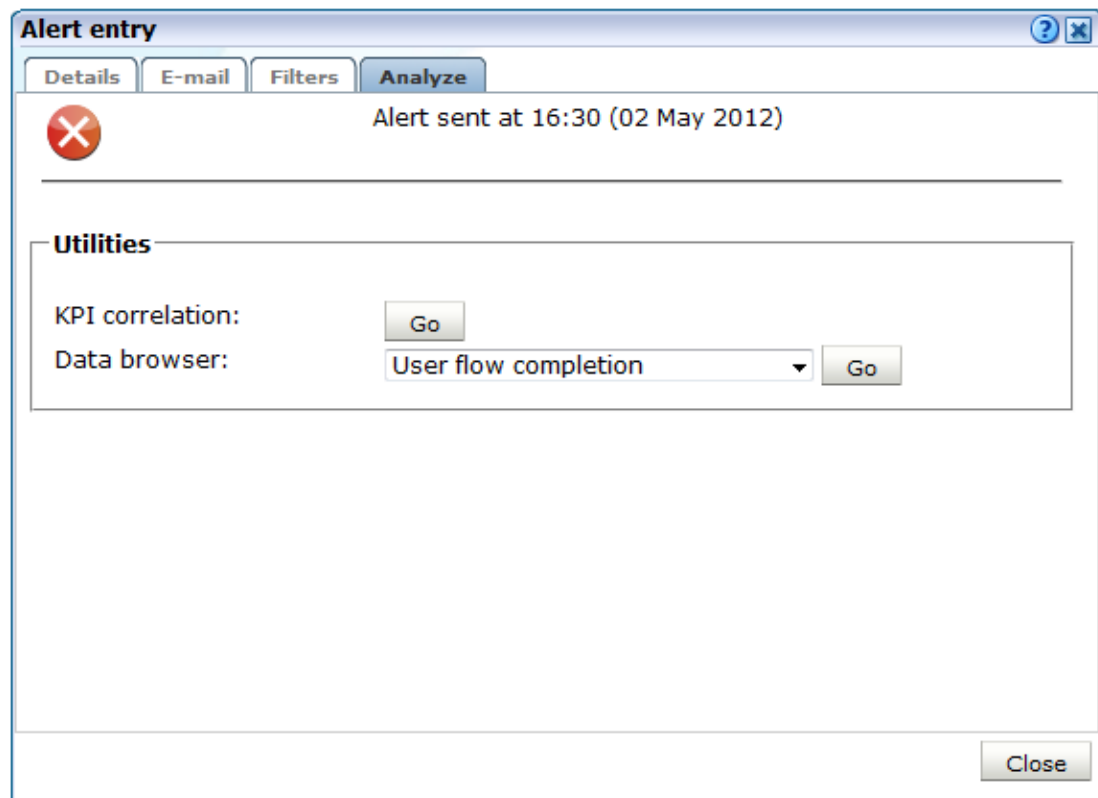 Alert entry
Details E-mail Filters Analyze
Alert sent at 16:30 (02 May 2012)
Utilities
KPI correlation: Go
Data browser: User flow completion Go
Close